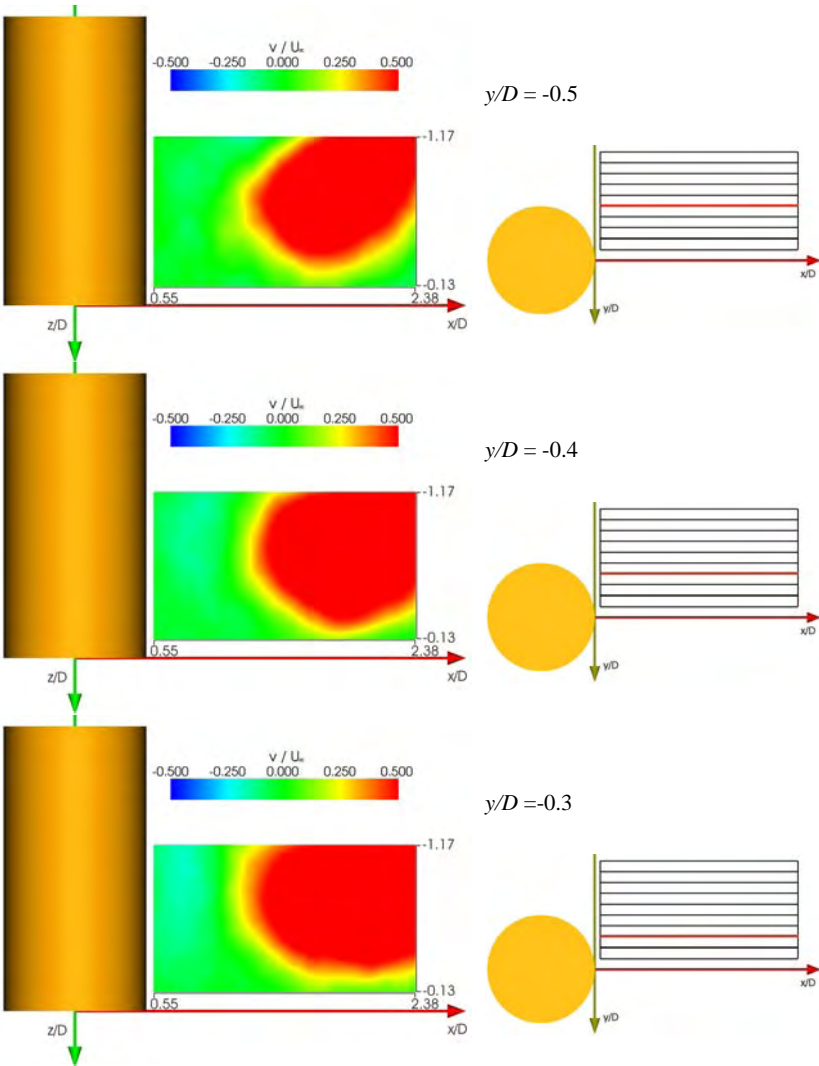 v / U∞
-0.500 -0.250 0.000 0.250 0.500
y/D = -0.5
-1.17
-0.13
0.55 2.38
z/D x/D
x/D
y/D
v / U∞
-0.500 -0.250 0.000 0.250 0.500
y/D = -0.4
-1.17
-0.13
0.55 2.38
z/D x/D
x/D
y/D
v / U∞
-0.500 -0.250 0.000 0.250 0.500
y/D =-0.3
-1.17
-0.13
0.55 2.38
z/D x/D
x/D
y/D